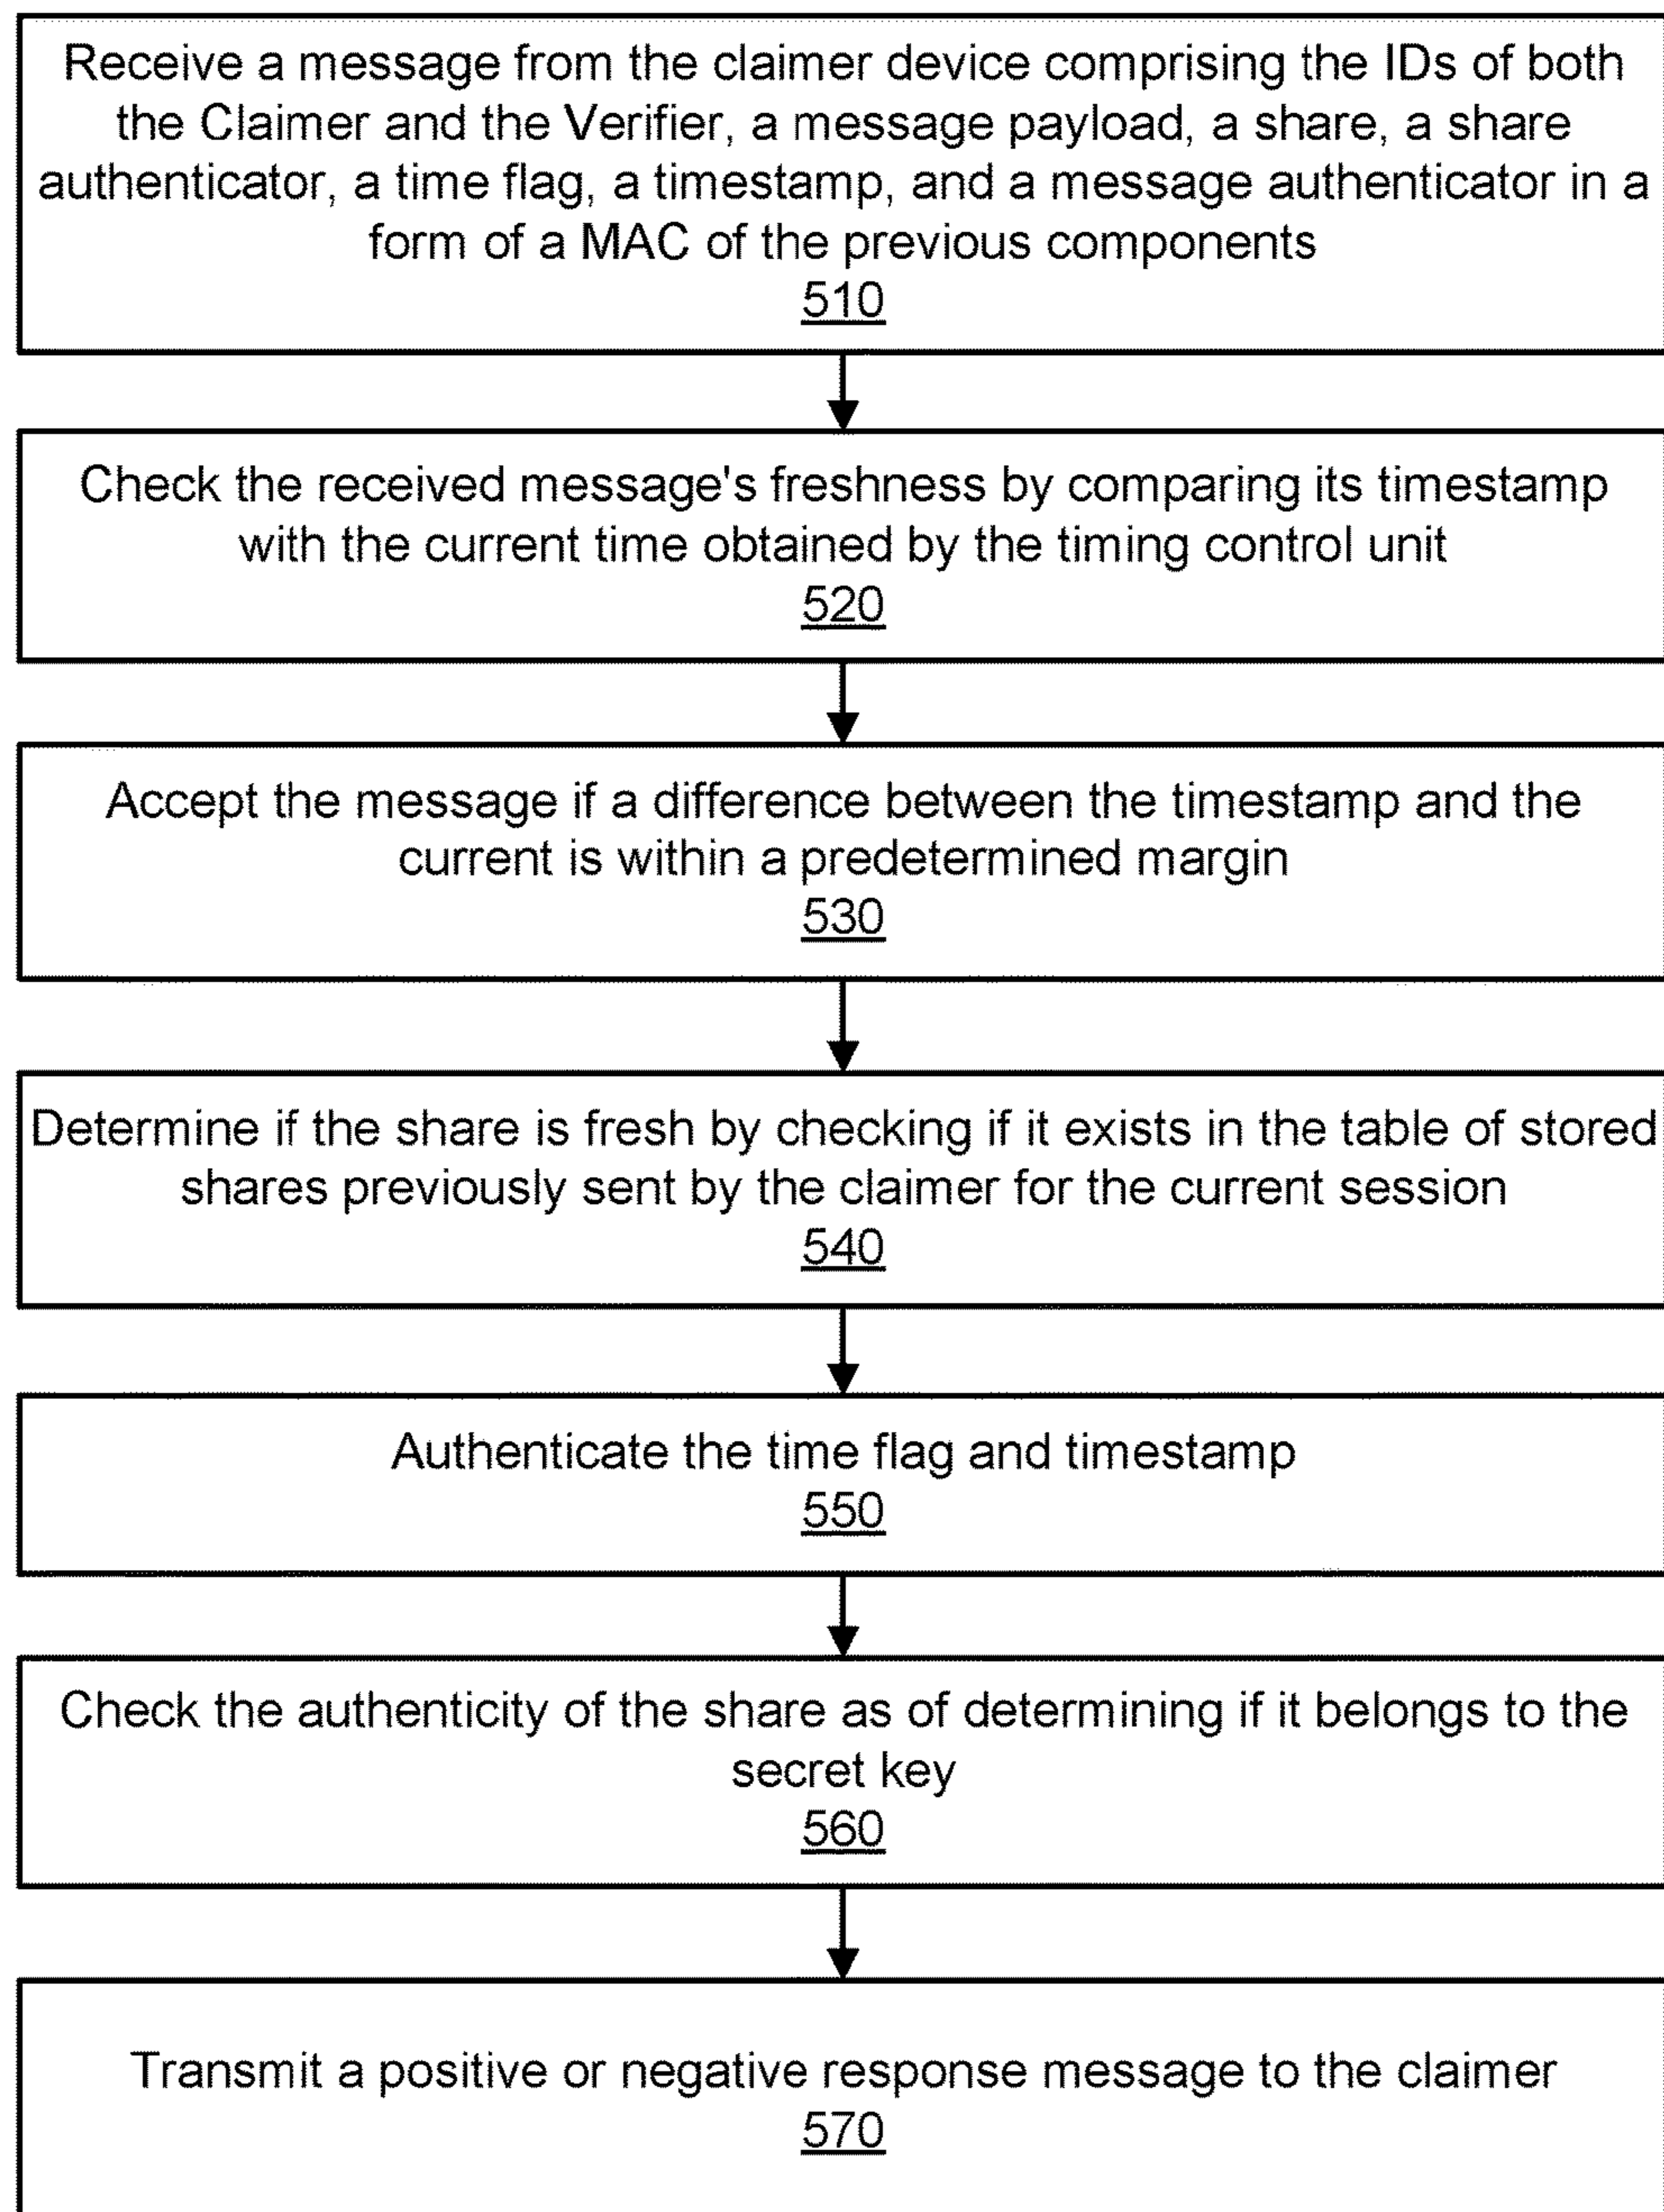 Receive a message from the claimer device comprising the IDs of both
the Claimer and the Verifier, a message payload, a share, a share
authenticator, a time flag, a timestamp, and a message authenticator in a
form of a MAC of the previous components
510
Check the received message's freshness by comparing its timestamp
with the current time obtained by the timing control unit
520
Accept the message if a difference between the timestamp and the
current is within a predetermined margin
530
Determine if the share is fresh by checking if it exists in the table of stored
shares previously sent by the claimer for the current session
540
Authenticate the time flag and timestamp
550
Check the authenticity of the share as of determining if it belongs to the
secret key
560
Transmit a positive or negative response message to the claimer
570